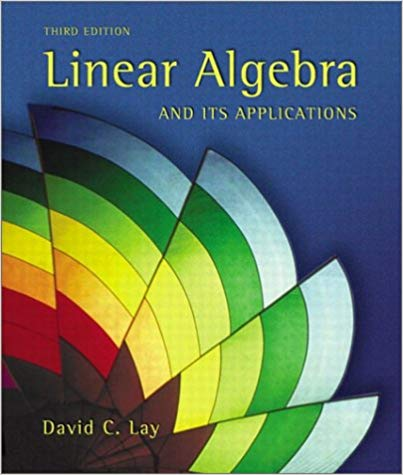 THIRD EDITION
Linear Algebra
AND ITS APPLICATIONS
David C. Lay